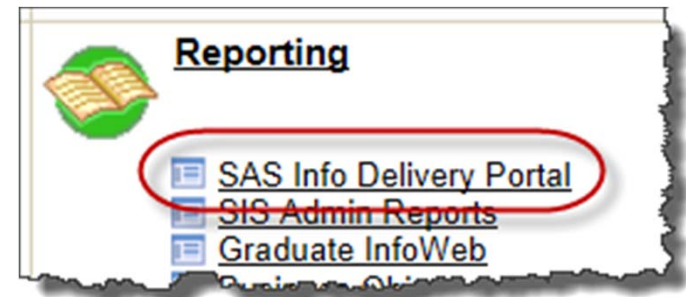 Reporting
SAS Info Delivery Portal
SIS Admin Reports
Graduate InfoWeb